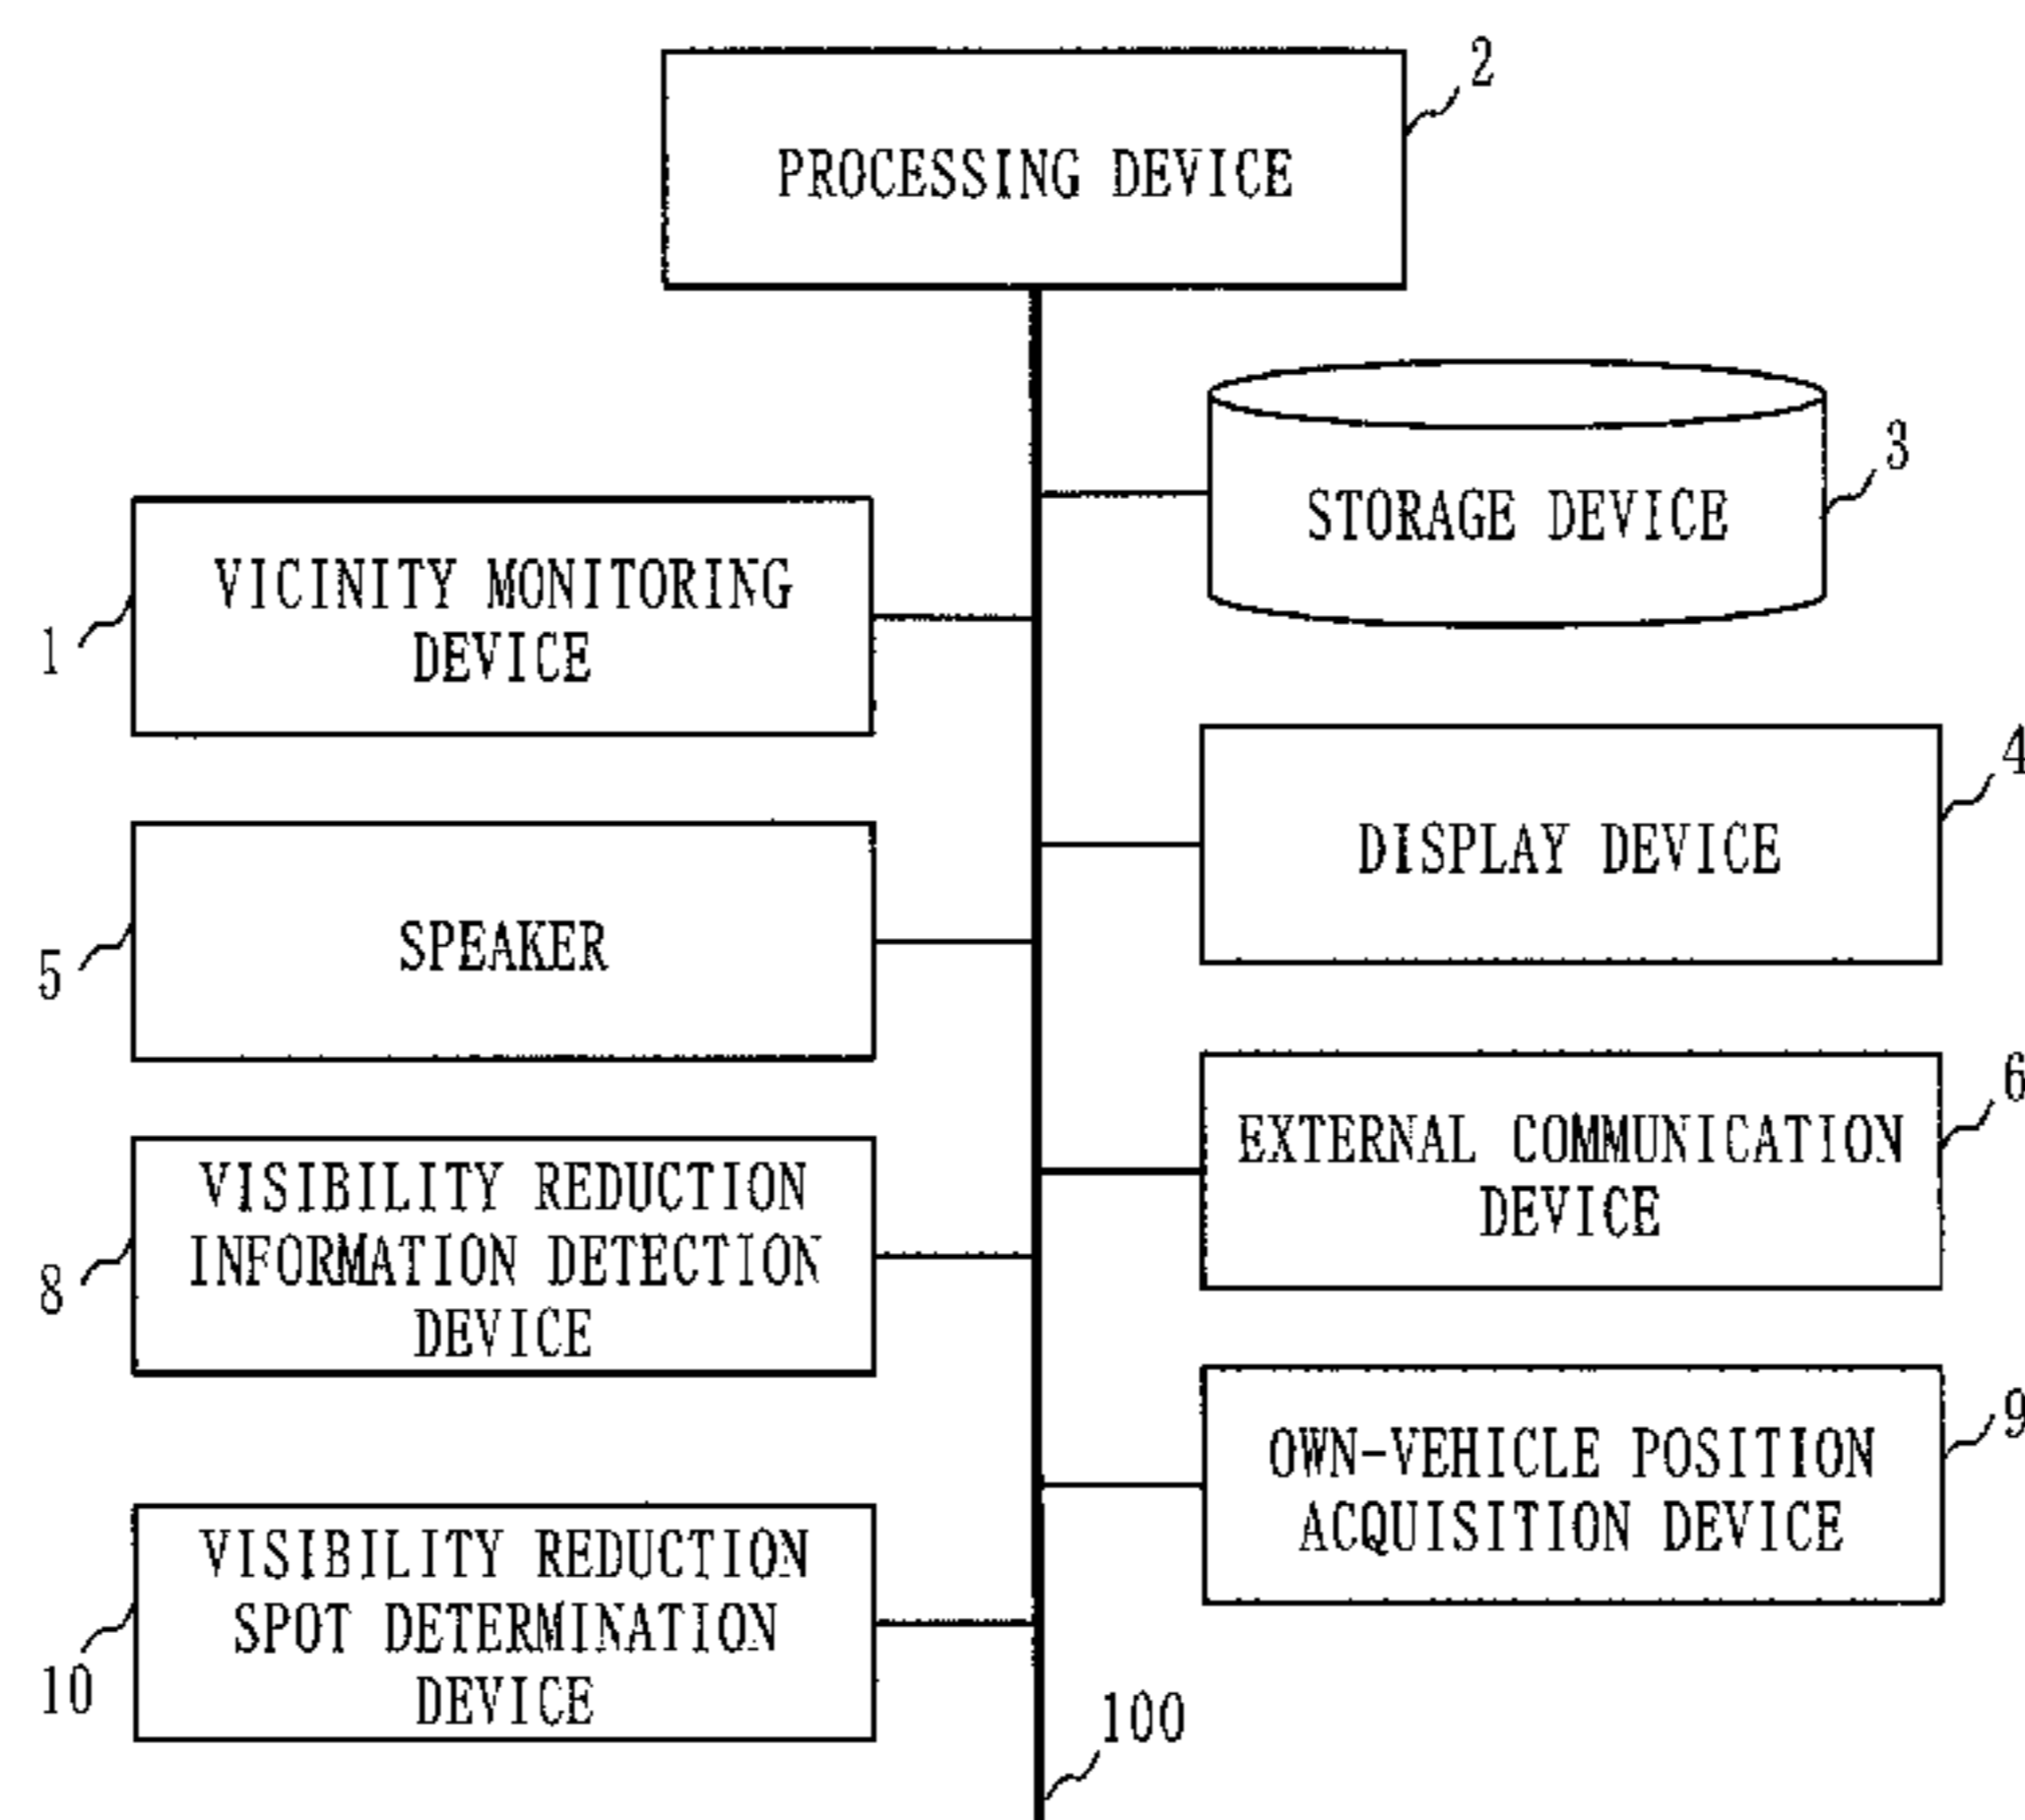 2
PROCESSING DEVICE
3
STORAGE DEVICE
VICINITY MONITORING
DEVICE
1
4
DISPLAY DEVICE
SPEAKER
5
6
EXTERNAL COMMUNICATION
DEVICE
VISIBILITY REDUCTION
INFORMATION DETECTION
DEVICE
8
9
OWN-VEHICLE POSITION
ACQUISITION DEVICE
VISIBILITY REDUCTION
SPOT DETERMINATION
DEVICE
10
100